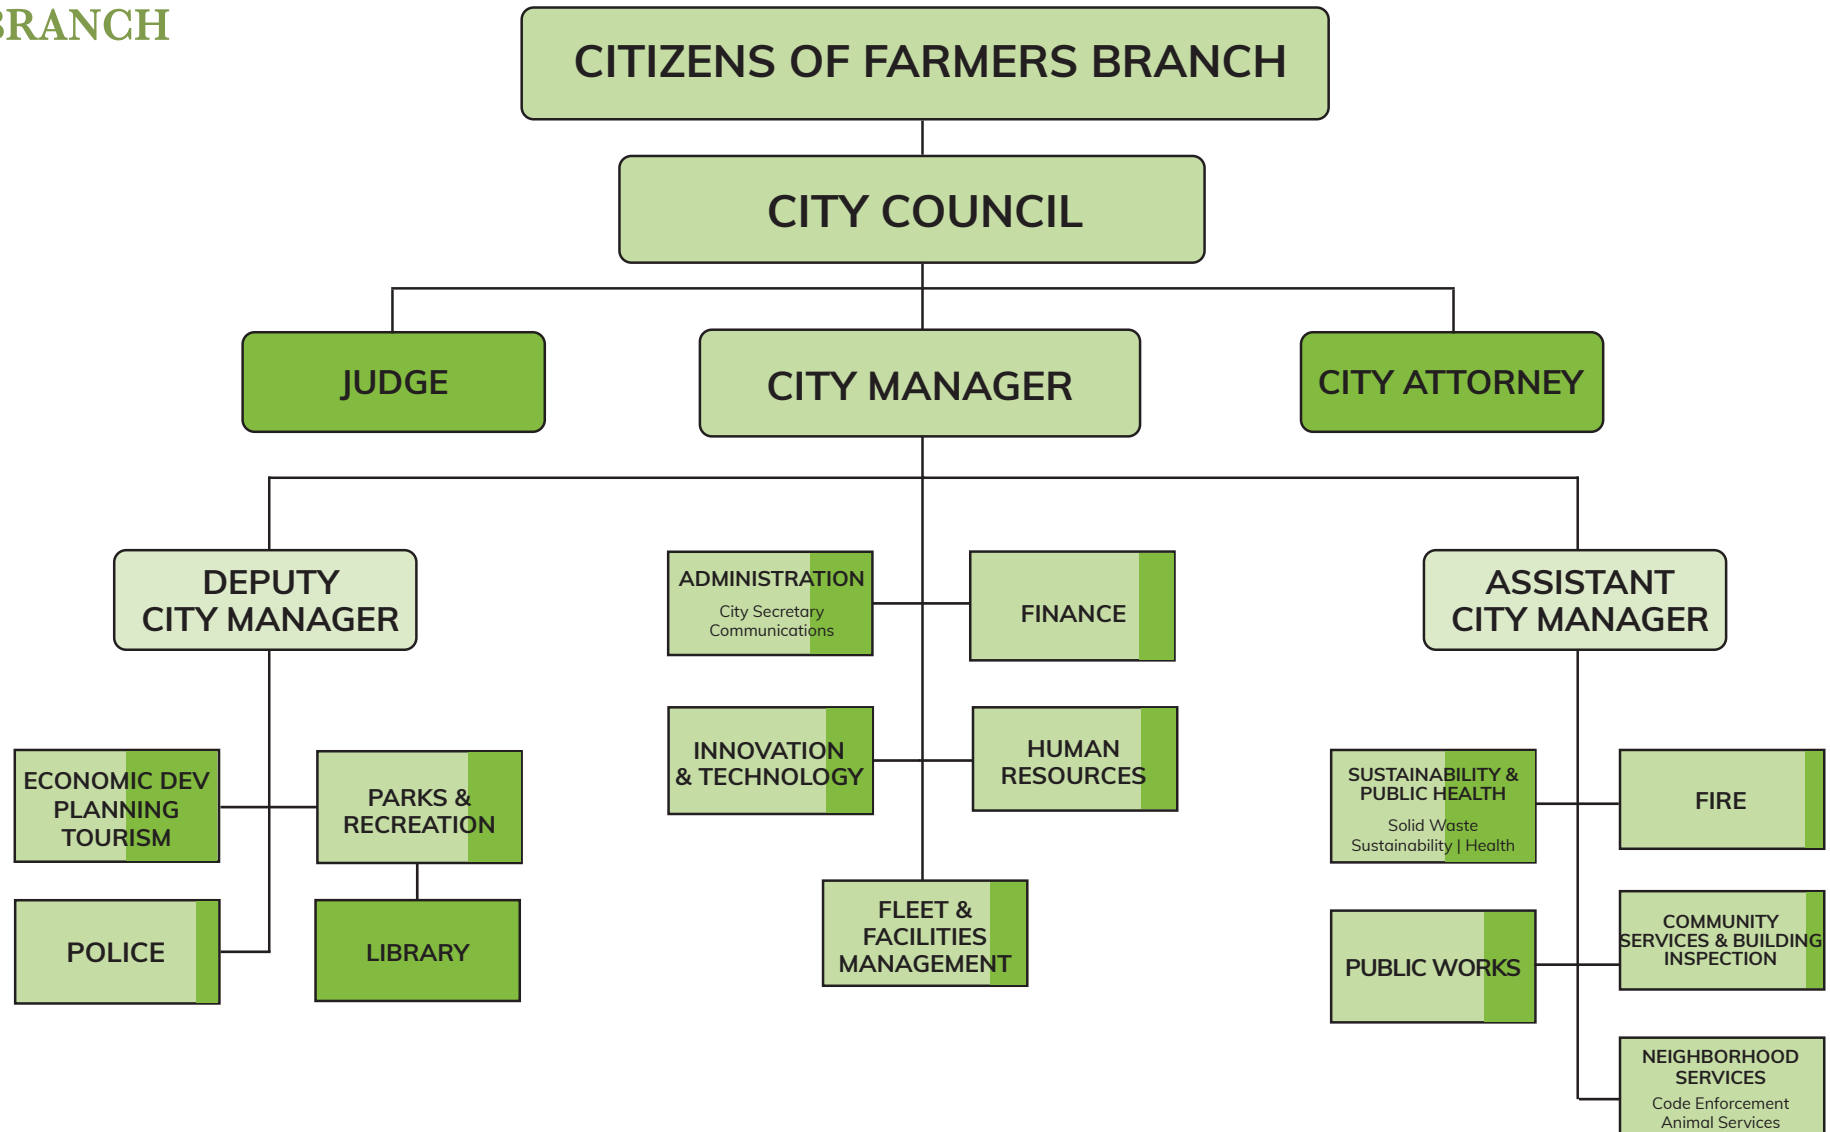 BRANCH
CITIZENS OF FARMERS BRANCH
CITY COUNCIL
JUDGE
CITY MANAGER
CITY ATTORNEY
DEPUTY
CITY MANAGER
ADMINISTRATION
City Secretary
Communications
FINANCE
ASSISTANT
CITY MANAGER
INNOVATION
& TECHNOLOGY
HUMAN
RESOURCES
ECONOMIC DEV
PLANNING
TOURISM
PARKS &
RECREATION
SUSTAINABILITY &
PUBLIC HEALTH
Solid Waste
Sustainability | Health
FIRE
POLICE
LIBRARY
FLEET &
FACILITIES
MANAGEMENT
PUBLIC WORKS
COMMUNITY
SERVICES & BUILDING
INSPECTION
NEIGHBORHOOD
SERVICES
Code Enforcement
Animal Services